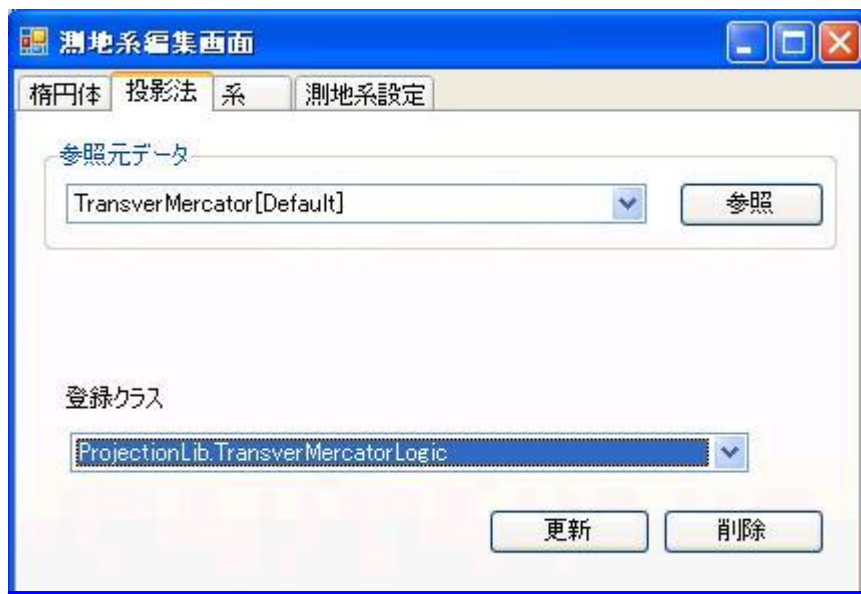 測地系編集画面
楕円体 投影法 系 測地系設定
参照元データ
TransverMercator[Default] 参照
登録クラス
ProjectionLib.TransverMercatorLogic
更新 削除